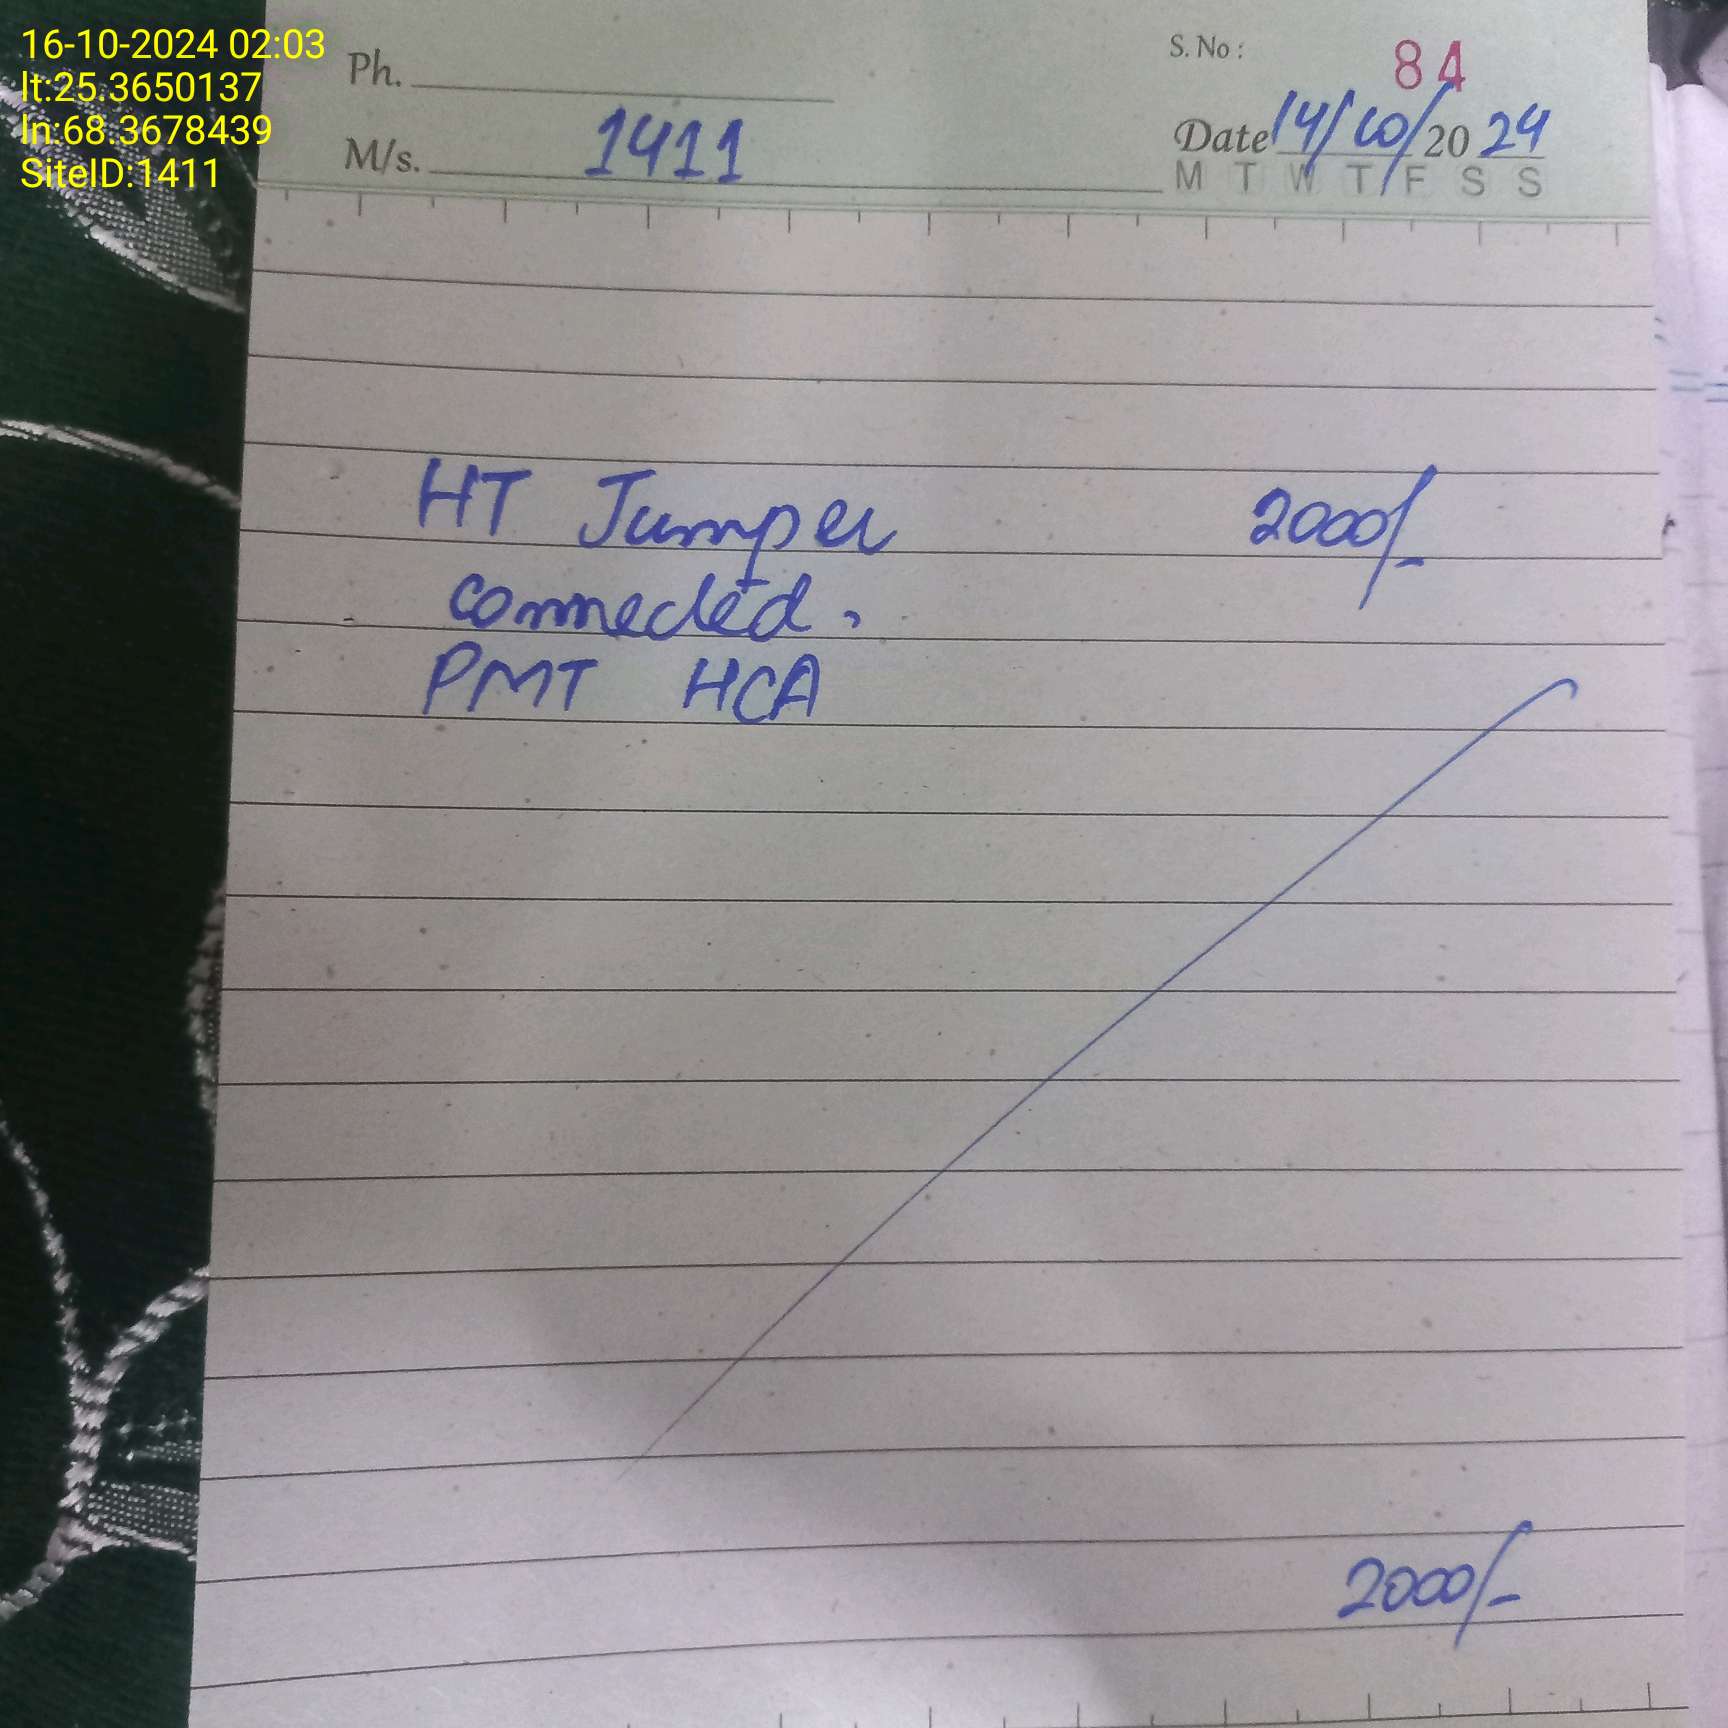 16-10-2024 02:03
lt:25.3650137
ln:68.3678439
SiteID:1411
Ph.
S. No :
84
M/s. 1411
Date 14/10/2024
M T W T F S S
HT Jumper 2000/-
connected.
PMT HCA
2000/-